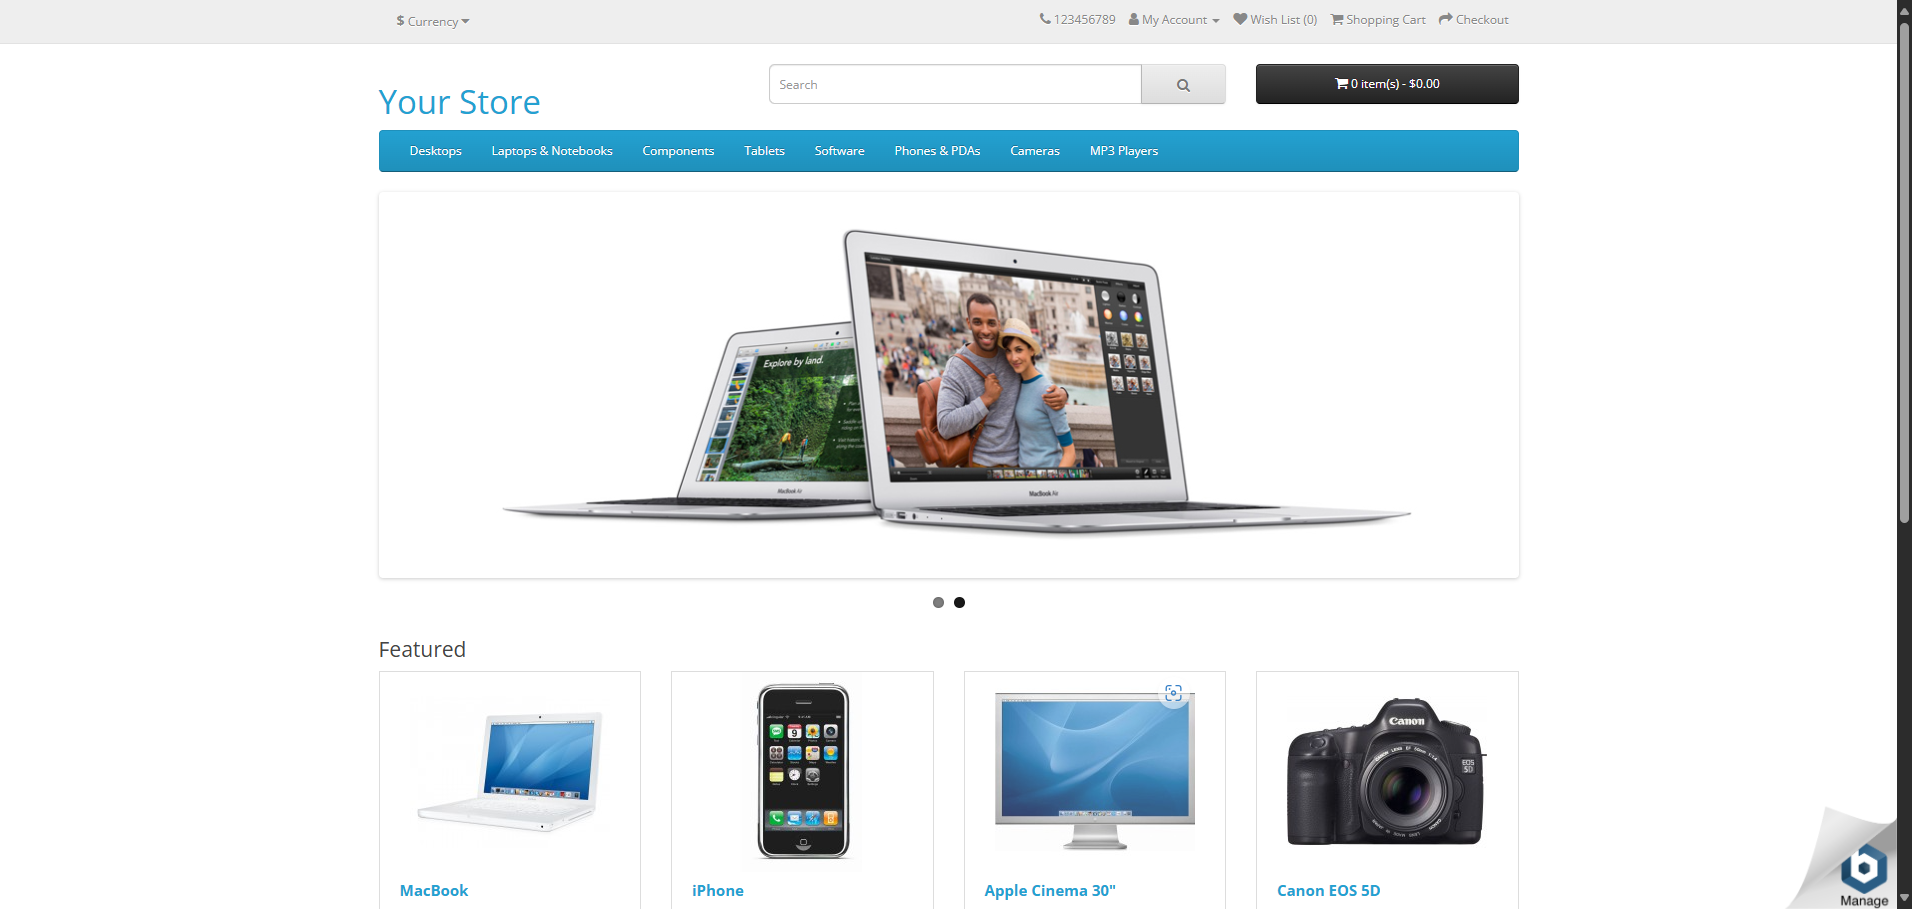 $ Currency
123456789 My Account Wish List (0) Shopping Cart Checkout
Your Store
Search
0 item(s) - $0.00
Desktops Laptops & Notebooks Components Tablets Software Phones & PDAs Cameras MP3 Players
Explore by land.
MacBook Air
MacBook Air
Featured
Canon
EOS
5D
MacBook
iPhone
Apple Cinema 30"
Canon EOS 5D
Manage